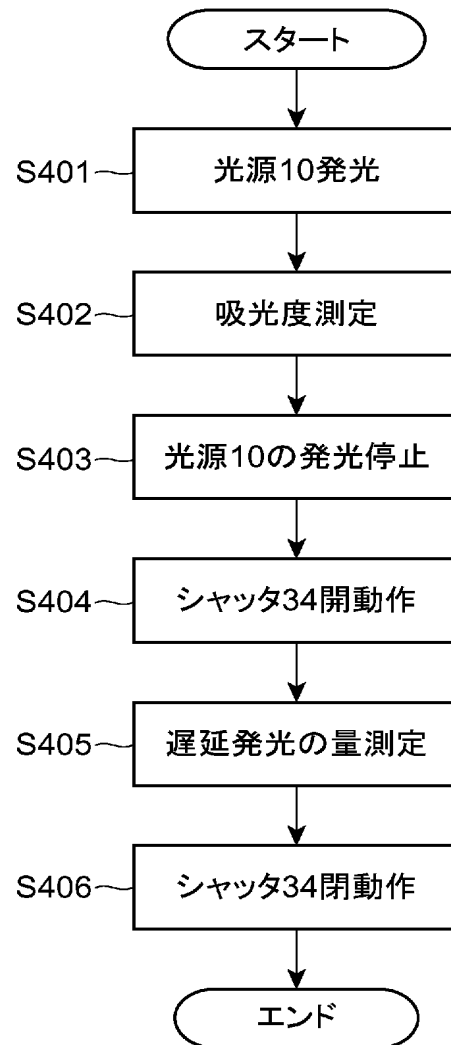 スタート
S401 光源10発光
S402 吸光度測定
S403 光源10の発光停止
S404 シャッタ34開動作
S405 遅延発光の量測定
S406 シャッタ34閉動作
エンド